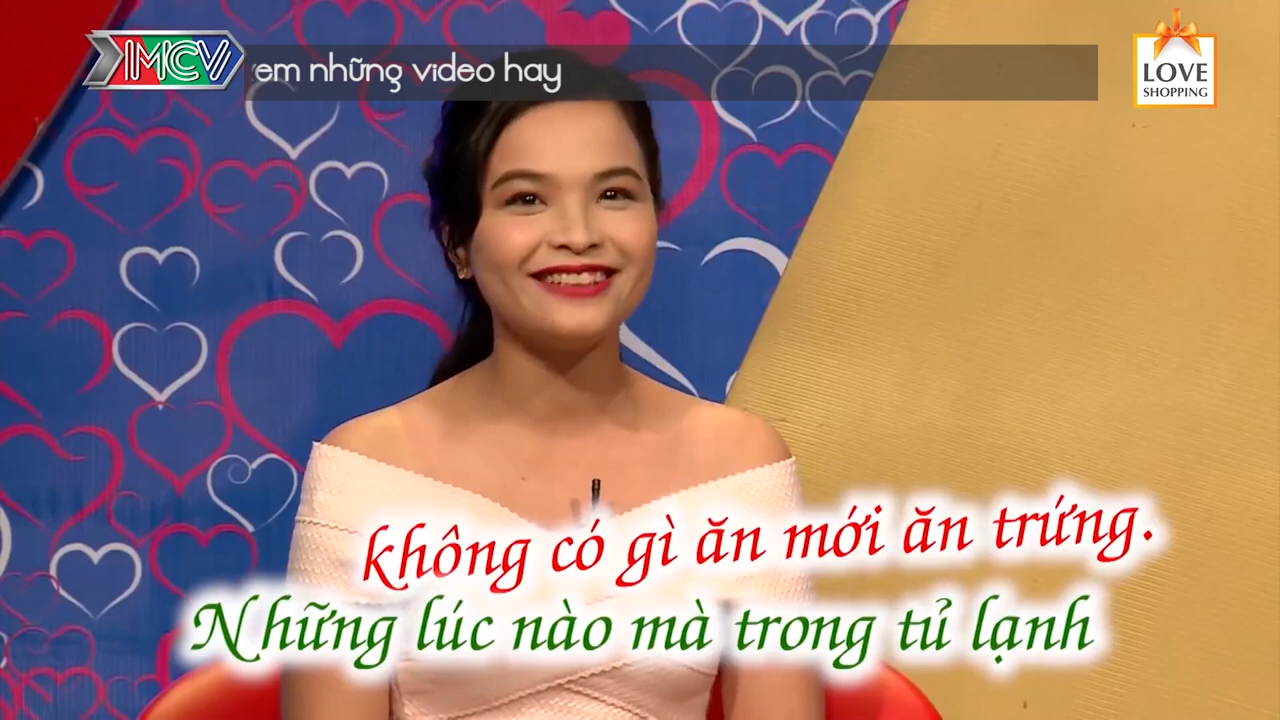 MCV
xem những video hay
LOVE
SHOPPING
không có gì ăn mới ăn trứng.
Những lúc nào mà trong tủ lạnh